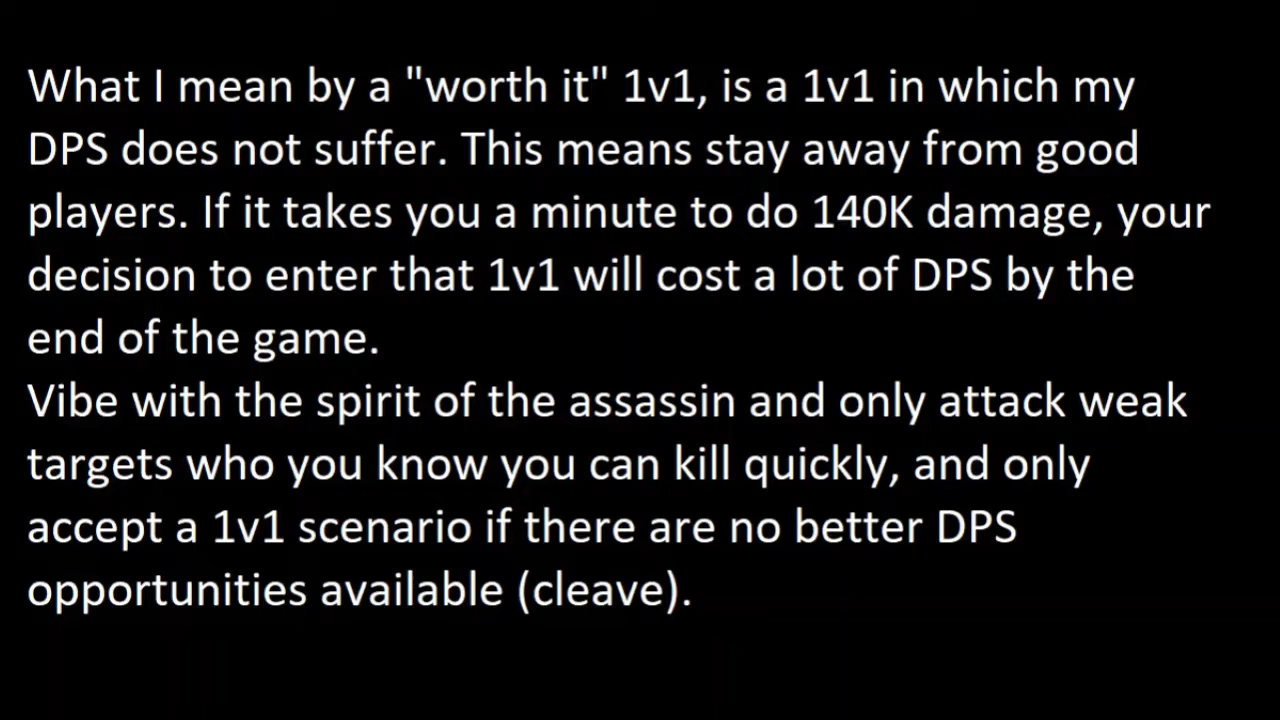 What I mean by a "worth it" 1v1, is a 1v1 in which my
DPS does not suffer. This means stay away from good
players. If it takes you a minute to do 140K damage, your
decision to enter that 1v1 will cost a lot of DPS by the
end of the game.
Vibe with the spirit of the assassin and only attack weak
targets who you know you can kill quickly, and only
accept a 1v1 scenario if there are no better DPS
opportunities available (cleave).